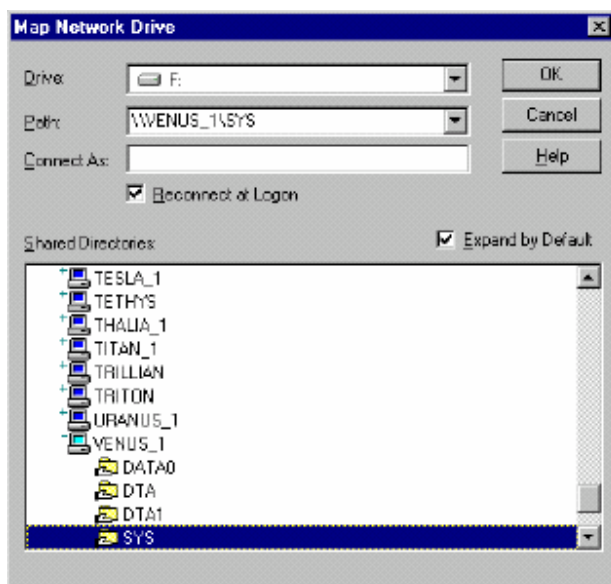 Map Network Drive
Drive: F: OK
Path: \\VENUS_1\SYS Cancel
Connect As: Help
Reconnect at Logon
Shared Directories: Expand by Default
TESLA_1
TETHYS
THALIA_1
TITAN_1
TRILLIAN
TRITON
URANUS_1
VENUS_1
DATA0
DTA
DTA1
SYS